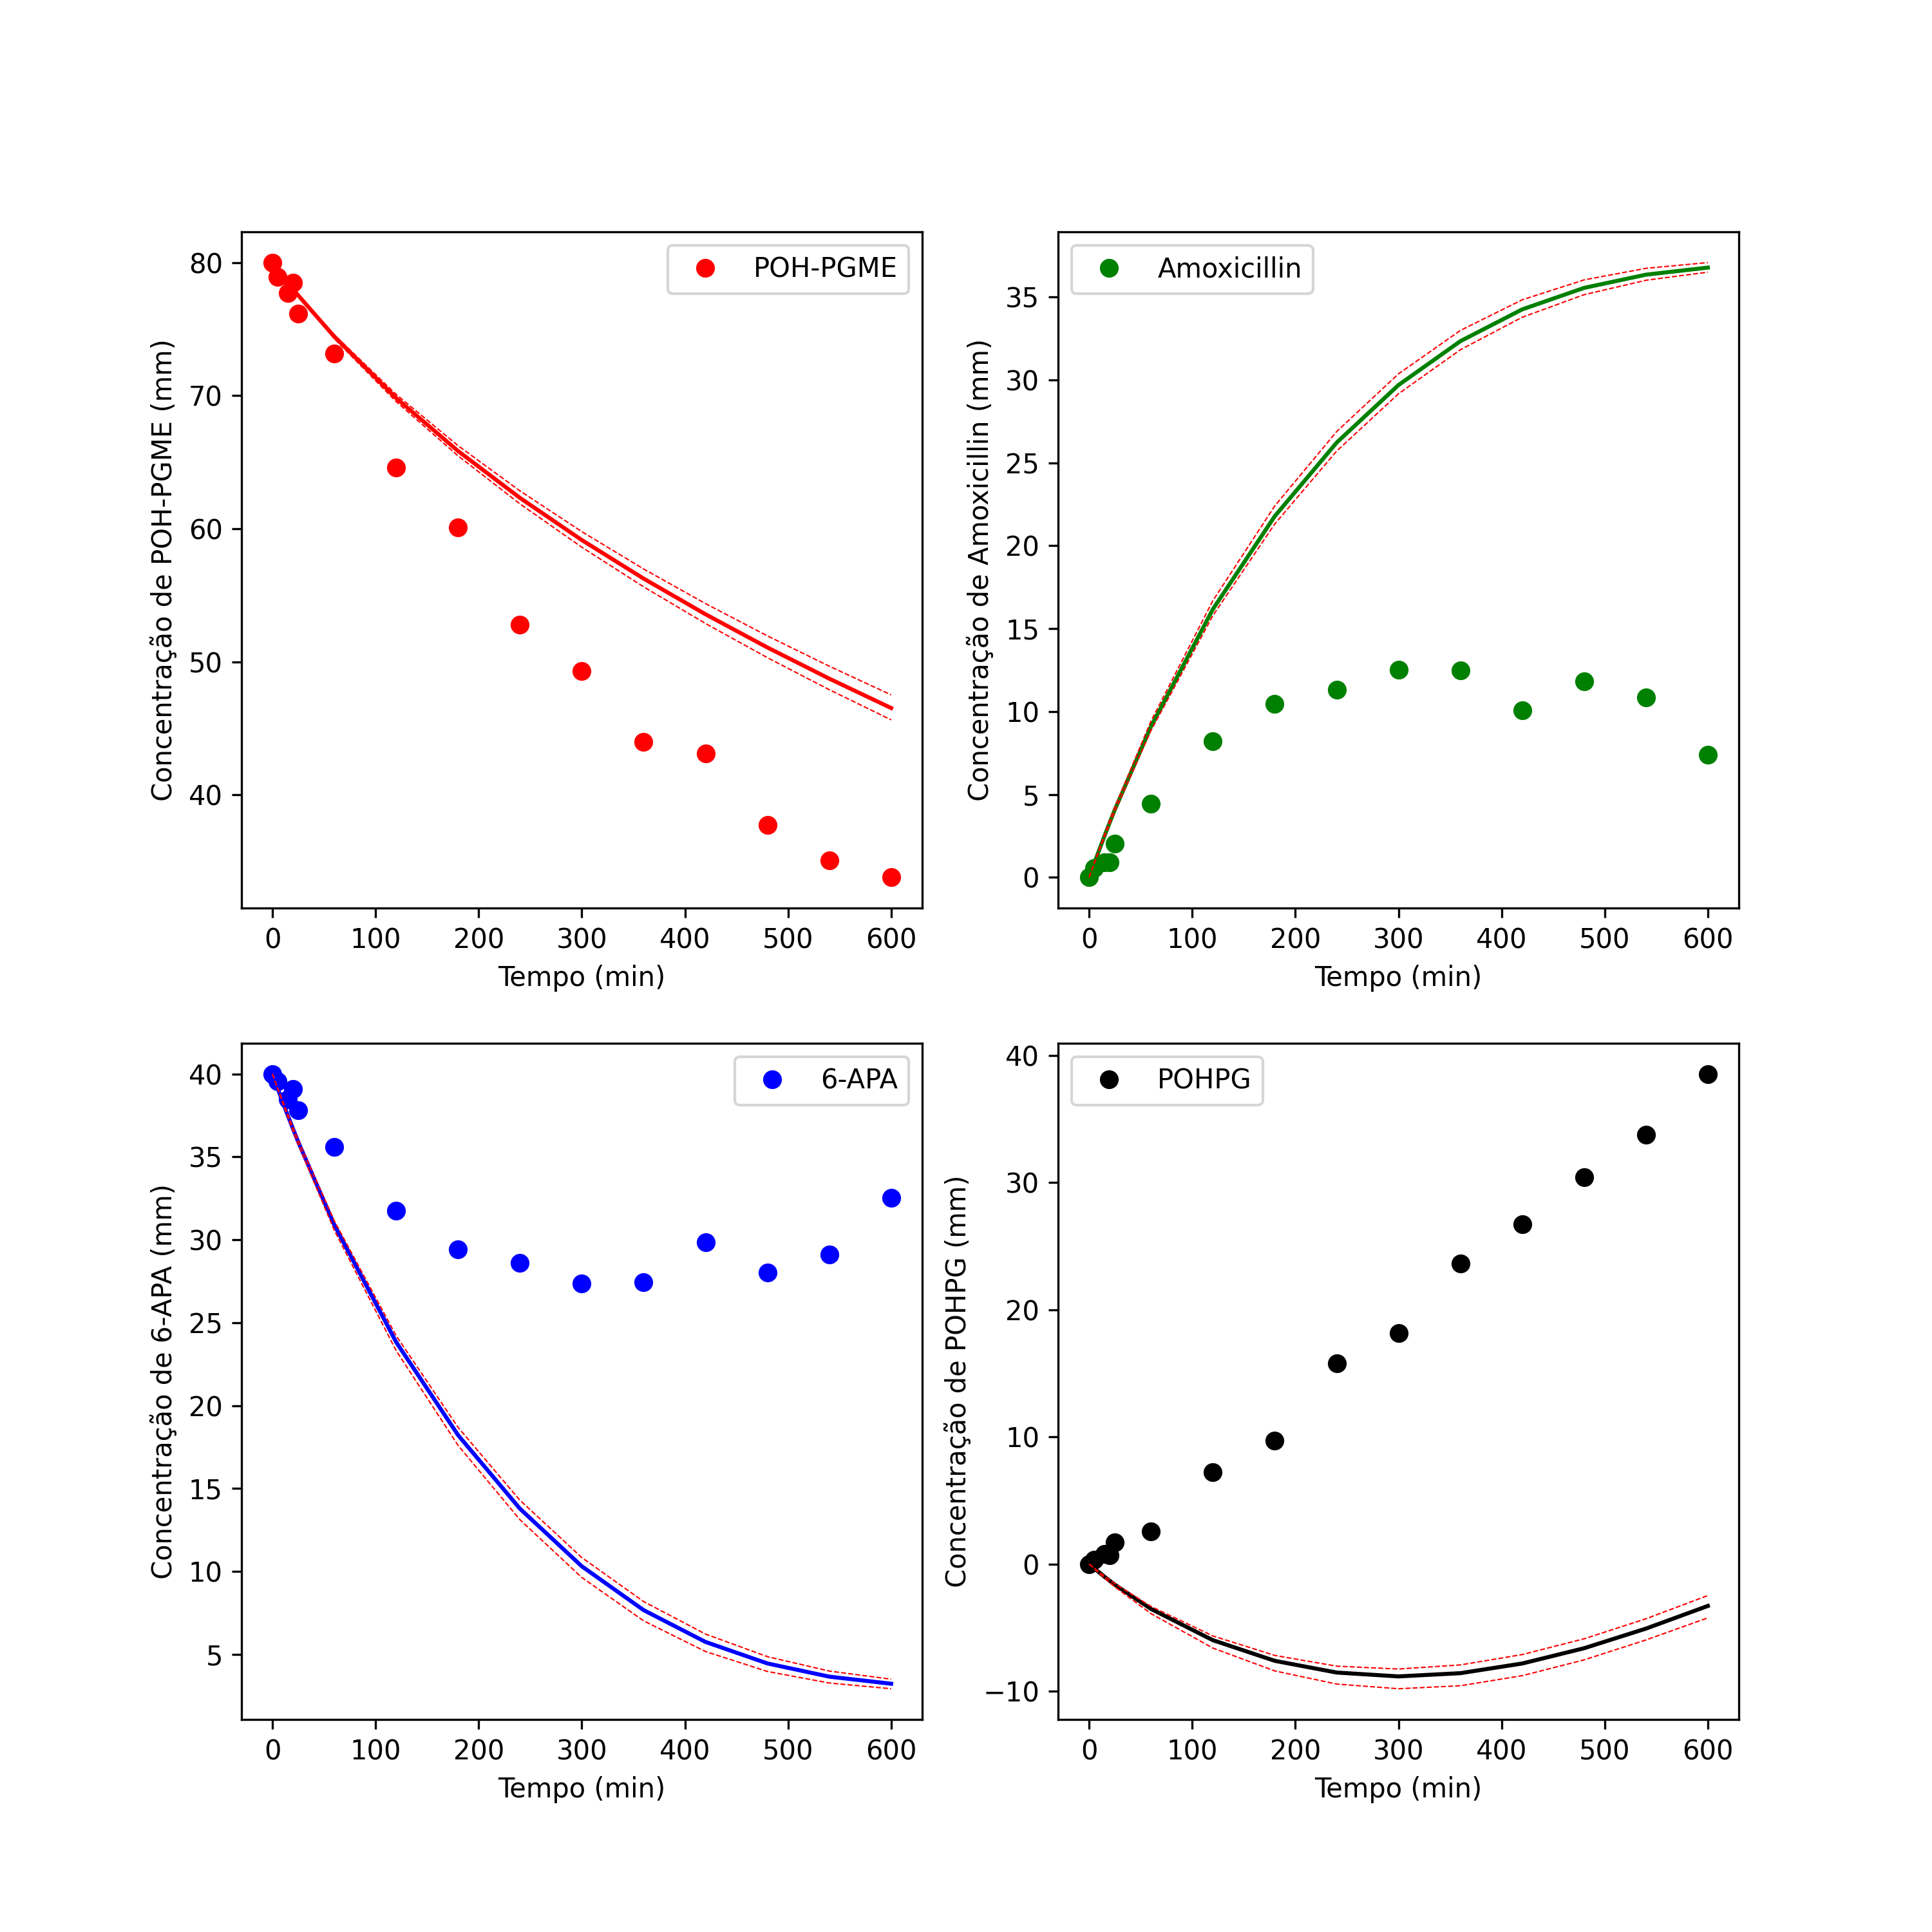 80
70
60
50
40
Concentração de POH-PGME (mm)
POH-PGME
0 100 200 300 400 500 600
Tempo (min)
35
30
25
20
15
10
5
0
Concentração de Amoxicillin (mm)
Amoxicillin
0 100 200 300 400 500 600
Tempo (min)
40
35
30
25
20
15
10
5
Concentração de 6-APA (mm)
6-APA
0 100 200 300 400 500 600
Tempo (min)
40
30
20
10
0
−10
Concentração de POHPG (mm)
POHPG
0 100 200 300 400 500 600
Tempo (min)